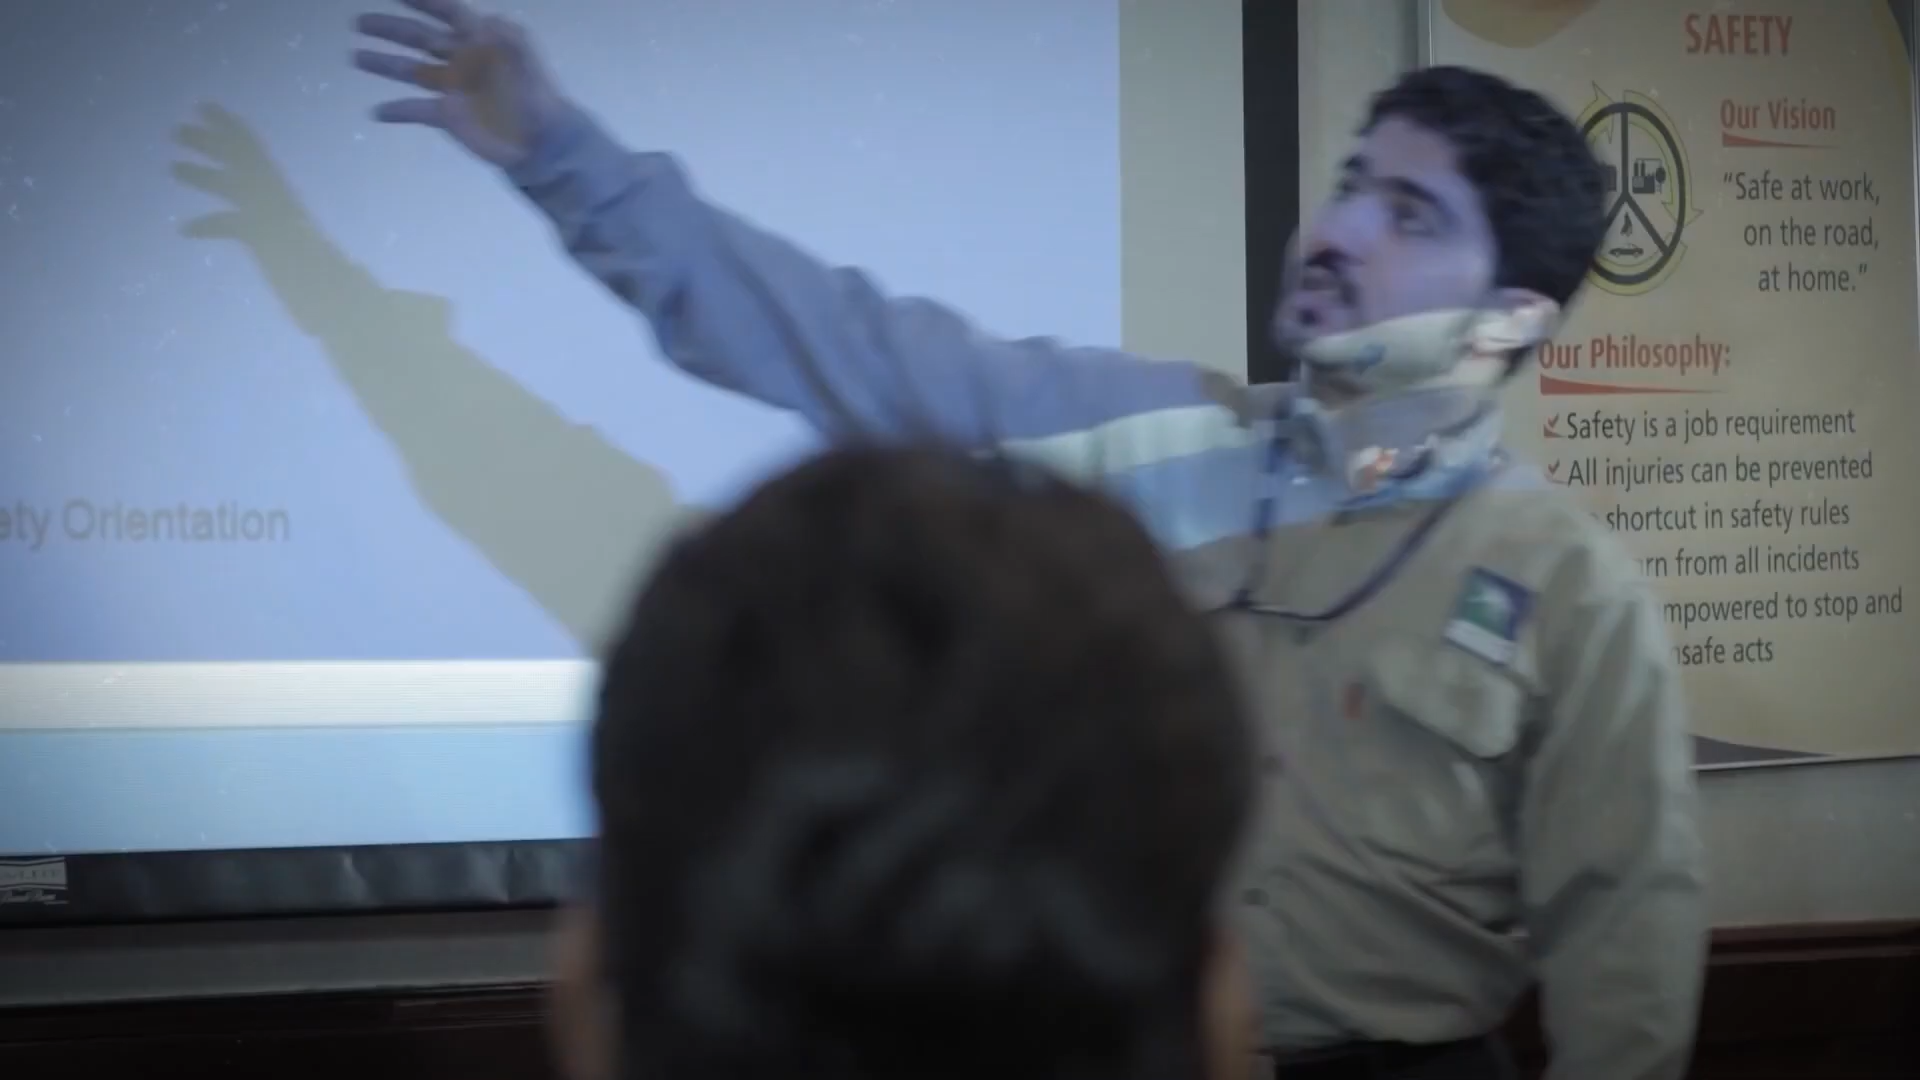 ety Orientation
SAFETY
Our Vision
“Safe at work,
on the road,
at home.”
Our Philosophy:
Safety is a job requirement
All injuries can be prevented
shortcut in safety rules
rn from all incidents
mpowered to stop and
nsafe acts